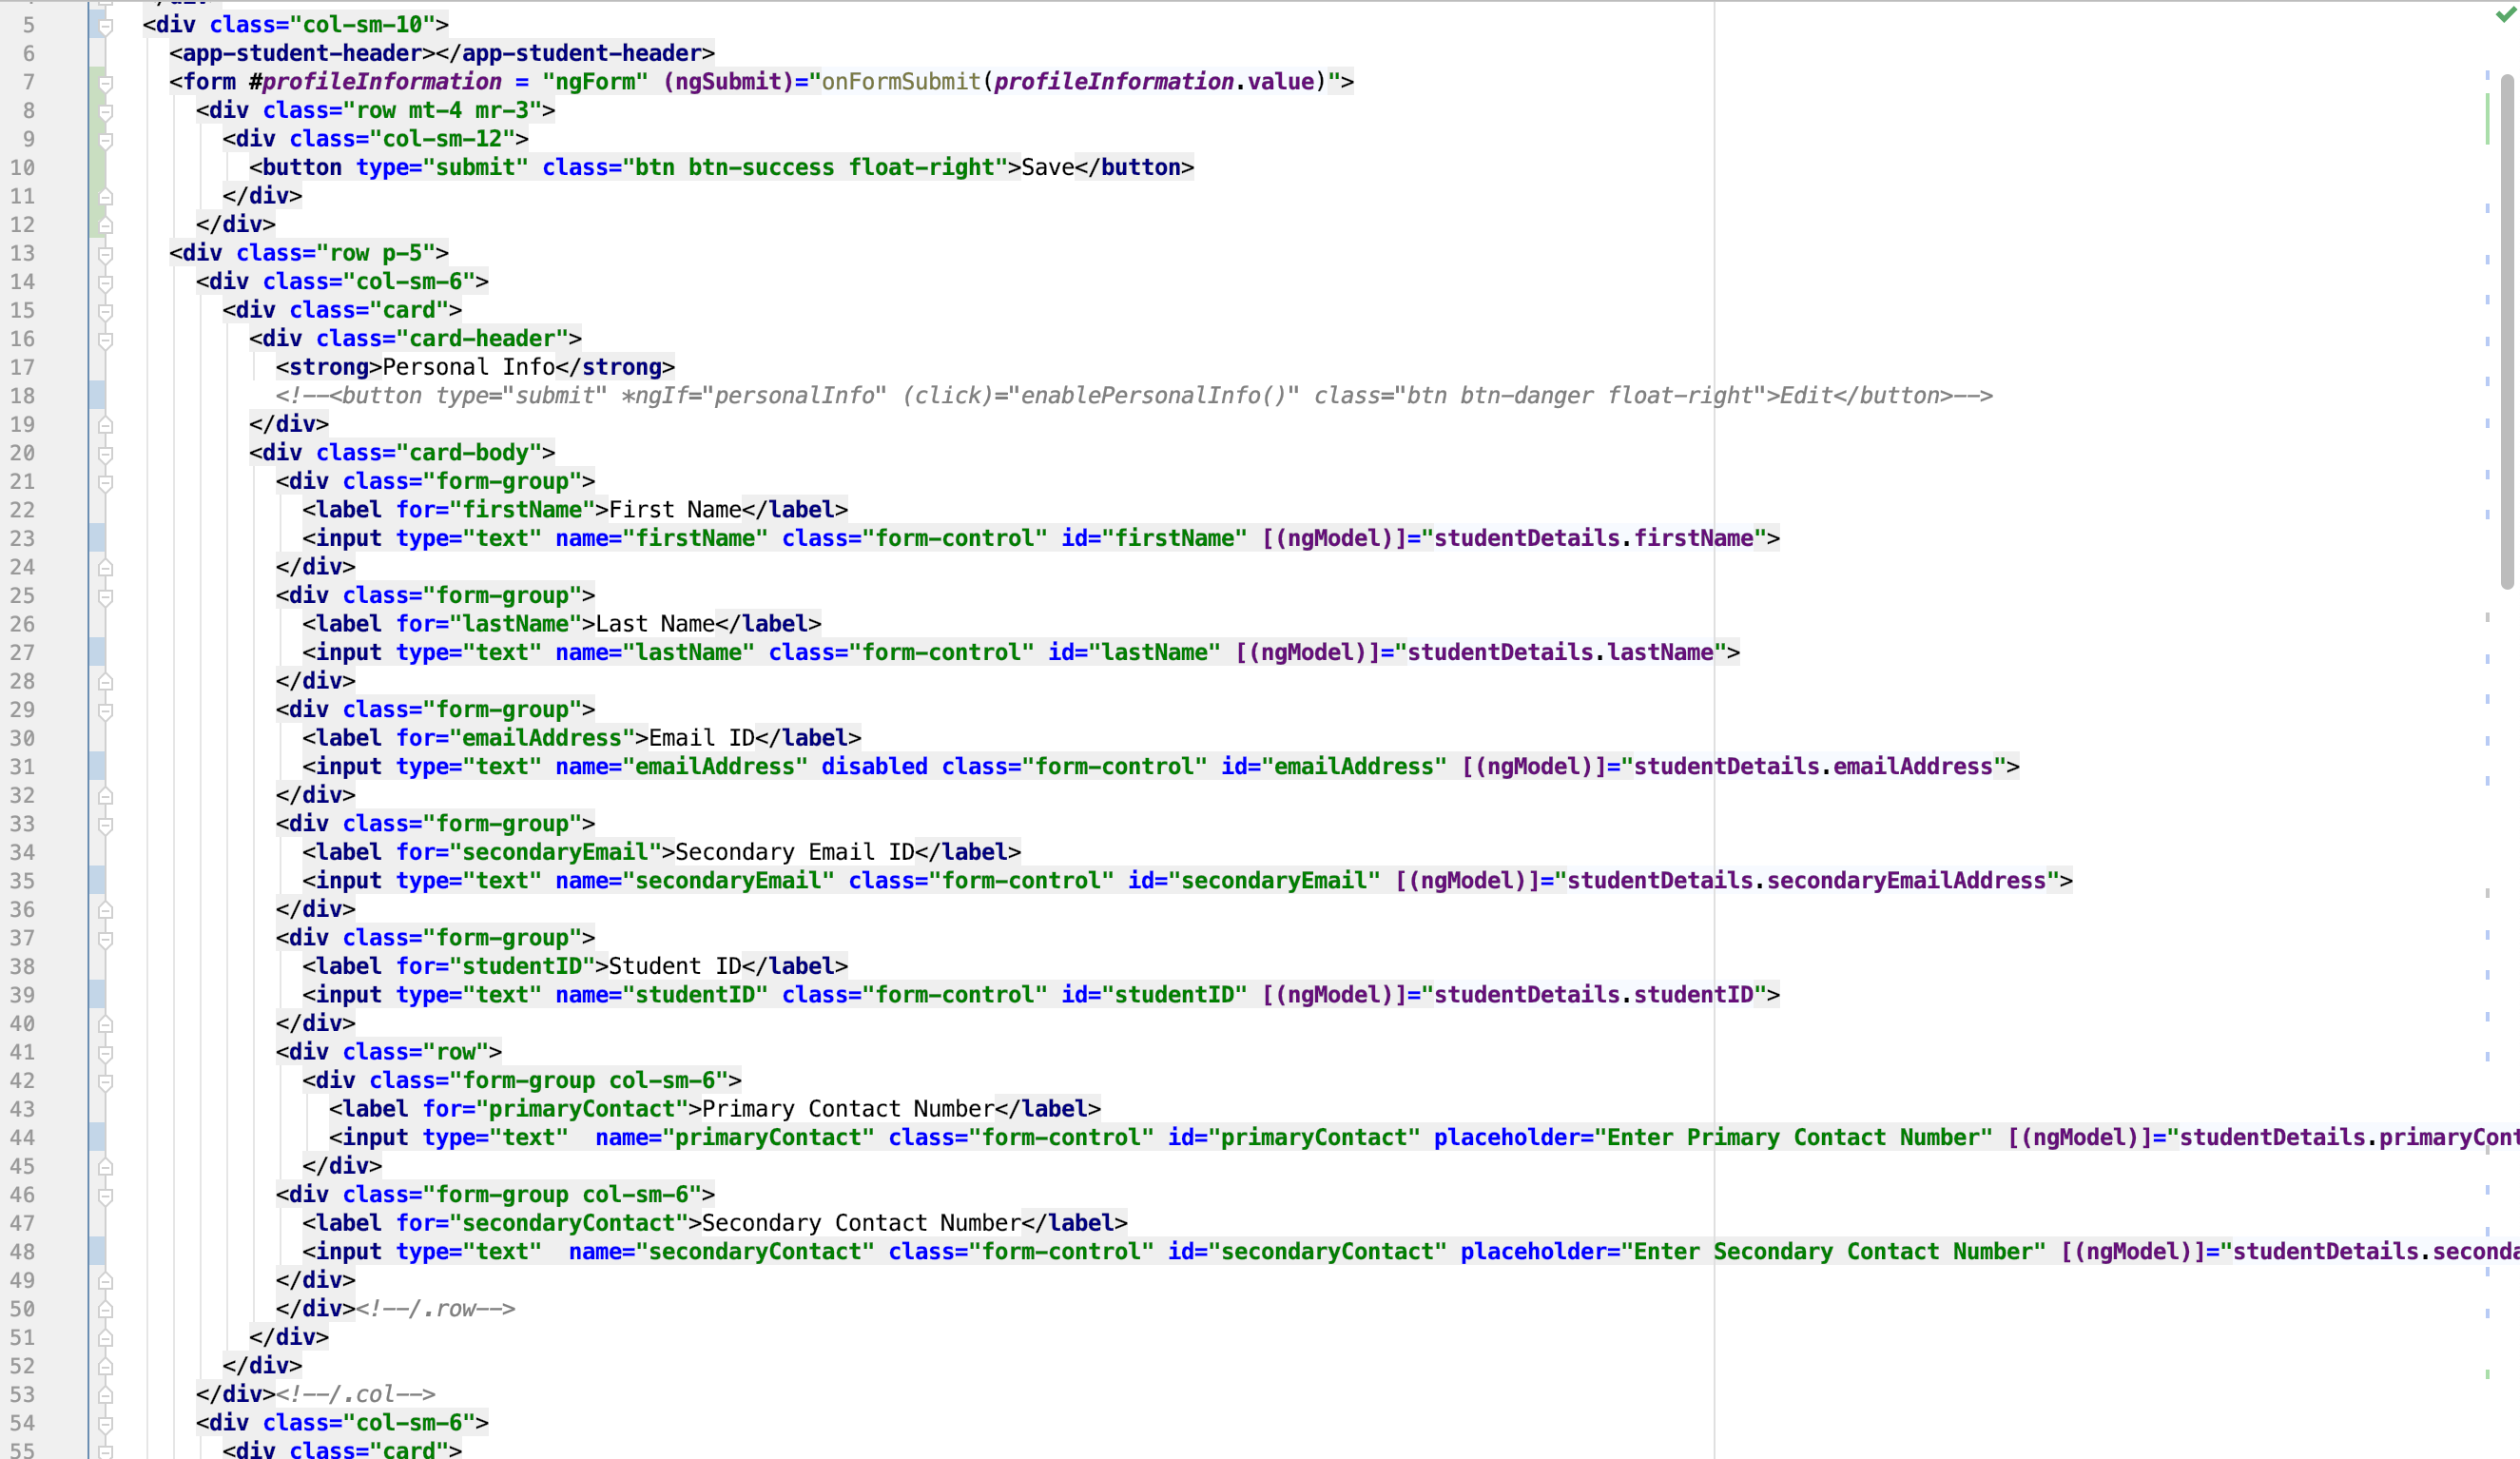 5 <div class="col-sm-10">
6 <app-student-header></app-student-header>
7 <form #profileInformation = "ngForm" (ngSubmit)="onFormSubmit(profileInformation.value)">
8 <div class="row mt-4 mr-3">
9 <div class="col-sm-12">
10 <button type="submit" class="btn btn-success float-right">Save</button>
11 </div>
12 </div>
13 <div class="row p-5">
14 <div class="col-sm-6">
15 <div class="card">
16 <div class="card-header">
17 <strong>Personal Info</strong>
18 <!--<button type="submit" *ngIf="personalInfo" (click)="enablePersonalInfo()" class="btn btn-danger float-right">Edit</button>-->
19 </div>
20 <div class="card-body">
21 <div class="form-group">
22 <label for="firstName">First Name</label>
23 <input type="text" name="firstName" class="form-control" id="firstName" [(ngModel)]="studentDetails.firstName">
24 </div>
25 <div class="form-group">
26 <label for="lastName">Last Name</label>
27 <input type="text" name="lastName" class="form-control" id="lastName" [(ngModel)]="studentDetails.lastName">
28 </div>
29 <div class="form-group">
30 <label for="emailAddress">Email ID</label>
31 <input type="text" name="emailAddress" disabled class="form-control" id="emailAddress" [(ngModel)]="studentDetails.emailAddress">
32 </div>
33 <div class="form-group">
34 <label for="secondaryEmail">Secondary Email ID</label>
35 <input type="text" name="secondaryEmail" class="form-control" id="secondaryEmail" [(ngModel)]="studentDetails.secondaryEmailAddress">
36 </div>
37 <div class="form-group">
38 <label for="studentID">Student ID</label>
39 <input type="text" name="studentID" class="form-control" id="studentID" [(ngModel)]="studentDetails.studentID">
40 </div>
41 <div class="row">
42 <div class="form-group col-sm-6">
43 <label for="primaryContact">Primary Contact Number</label>
44 <input type="text"  name="primaryContact" class="form-control" id="primaryContact" placeholder="Enter Primary Contact Number" [(ngModel)]="studentDetails.primaryCont
45 </div>
46 <div class="form-group col-sm-6">
47 <label for="secondaryContact">Secondary Contact Number</label>
48 <input type="text"  name="secondaryContact" class="form-control" id="secondaryContact" placeholder="Enter Secondary Contact Number" [(ngModel)]="studentDetails.seconda
49 </div>
50 </div><!--/.row-->
51 </div>
52 </div>
53 </div><!--/.col-->
54 <div class="col-sm-6">
55 <div class="card">